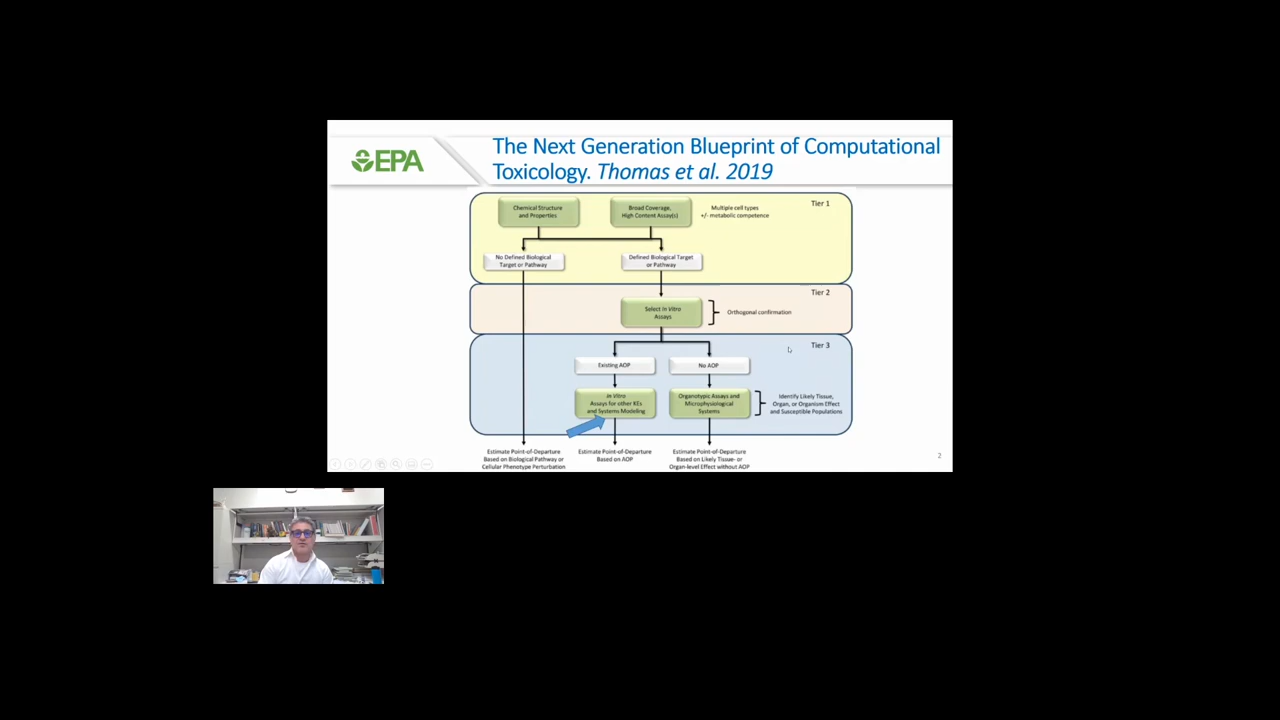 EPA
The Next Generation Blueprint of Computational
Toxicology. Thomas et al. 2019
Tier 1
Chemical Structure
and Properties
Broad Coverage,
High Content Assay(s)
Multiple cell types
+/- metabolic competence
No Defined Biological
Target or Pathway
Defined Biological Target
or Pathway
Tier 2
Select In Vitro
Assays
Orthogonal confirmation
Tier 3
Existing AOP
No AOP
In Vitro
Assays for other KEs
and Systems Modeling
Organotypic Assays and
Microphysiological
Systems
Identify Likely Tissue,
Organ, or Organism Effect
and Susceptible Populations
Estimate Point-of-Departure
Based on Biological Pathway or
Cellular Phenotype Perturbation
Estimate Point-of-Departure
Based on AOP
Estimate Point-of-Departure
Based on Likely Tissue- or
Organ-level Effect without AOP
2